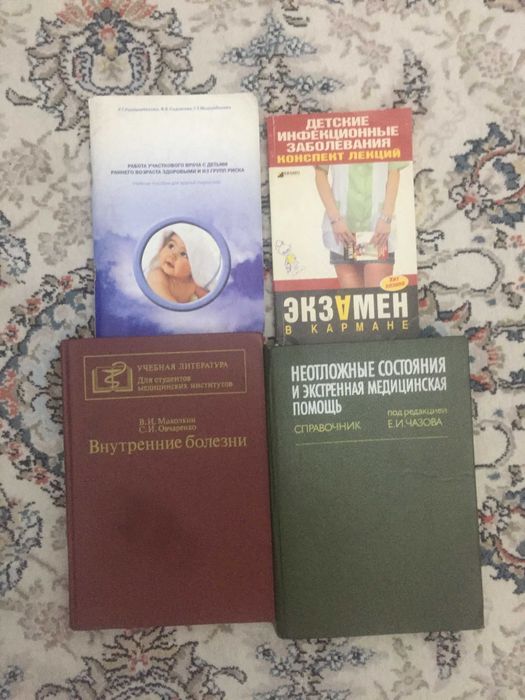 РАБОТА УЧАСТКОВОГО ВРАЧА С ДЕТЬМИ
РАННЕГО ВОЗРАСТА ЗДОРОВЫМИ И ИЗ ГРУПП РИСКА
ДЕТСКИЕ
ИНФЕКЦИОННЫЕ
ЗАБОЛЕВАНИЯ
КОНСПЕКТ ЛЕКЦИЙ
ЭКЗАМЕН
В КАРМАНЕ
УЧЕБНАЯ ЛИТЕРАТУРА
Для студентов
медицинских институтов
В.И. Маколкин
С.И. Овчаренко
Внутренние болезни
НЕОТЛОЖНЫЕ СОСТОЯНИЯ
И ЭКСТРЕННАЯ МЕДИЦИНСКАЯ
ПОМОЩЬ
СПРАВОЧНИК
под редакцией
Е.И. ЧАЗОВА